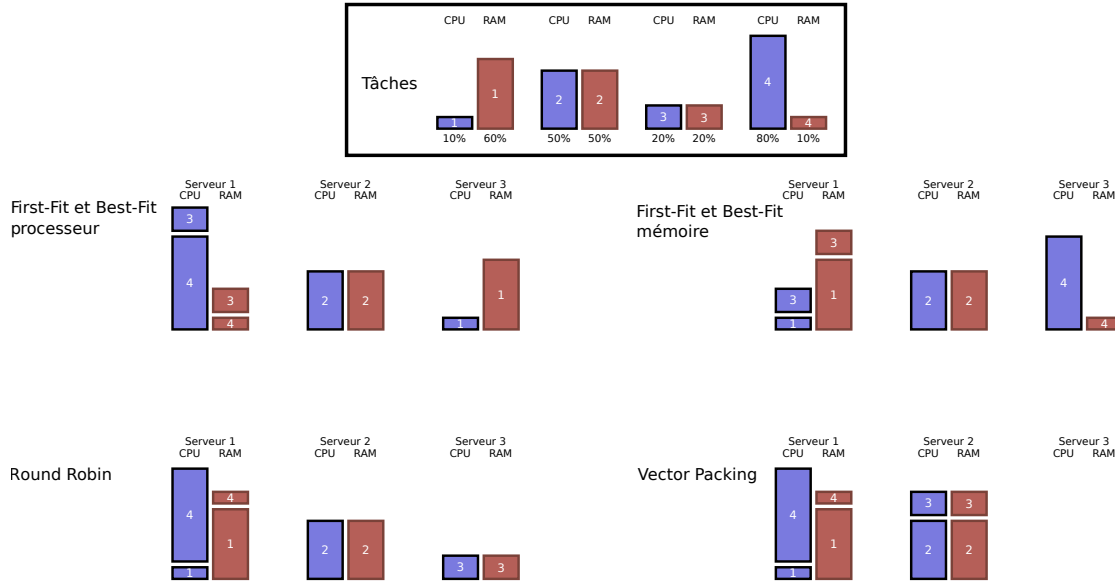 CPU RAM CPU RAM CPU RAM CPU RAM
Tâches
1 1 2 2 3 3 4 4
10% 60% 50% 50% 20% 20% 80% 10%
First-Fit et Best-Fit
processeur
Serveur 1 Serveur 2 Serveur 3
CPU RAM CPU RAM CPU RAM
3
4 3 2 2 1
4 1
First-Fit et Best-Fit
mémoire
Serveur 1 Serveur 2 Serveur 3
CPU RAM CPU RAM CPU RAM
3
3 1 2 2 4
1 4
Round Robin
Serveur 1 Serveur 2 Serveur 3
CPU RAM CPU RAM CPU RAM
4
4 1 2 2 3 3
1
Vector Packing
Serveur 1 Serveur 2 Serveur 3
CPU RAM CPU RAM CPU RAM
4 3 3
4 1 2 2
1